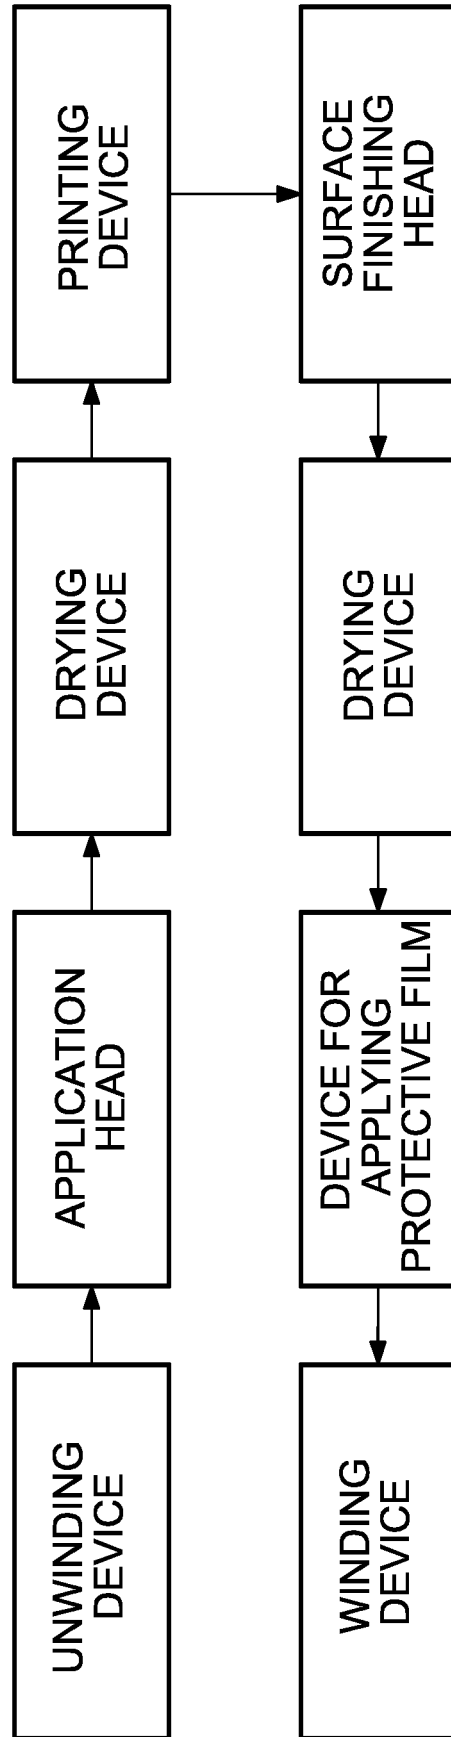 UNWINDING
DEVICE
APPLICATION
HEAD
DRYING
DEVICE
PRINTING
DEVICE
SURFACE
FINISHING
HEAD
DRYING
DEVICE
DEVICE FOR
APPLYING
PROTECTIVE FILM
WINDING
DEVICE